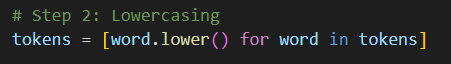 # Step 2: Lowercasing
tokens = [word.lower() for word in tokens]